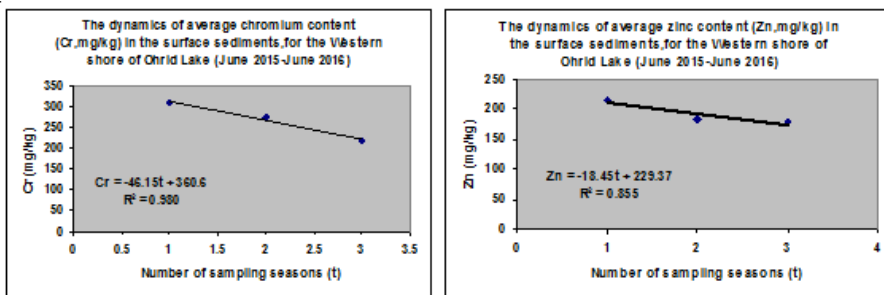 The dynamics of average chromium content
(Cr,mg/kg) in the surface sediments,for the Western
shore of Ohrid Lake (June 2015-June 2016)
350
300
250
200
150
100
50
0
Cr (mg/kg)
Cr =-46.15t +360.6
R² =0.980
0 0.5 1 1.5 2 2.5 3 3.5
Number of sampling seasons (t)
The dynamics of average zinc content (Zn,mg/kg) in
the surface sediments,for the Western shore of
Ohrid Lake (June 2015-June 2016)
250
200
150
100
50
0
Zn (mg/kg)
Zn =-18.45t +229.37
R² =0.855
0 1 2 3 4
Number of sampling seasons (t)